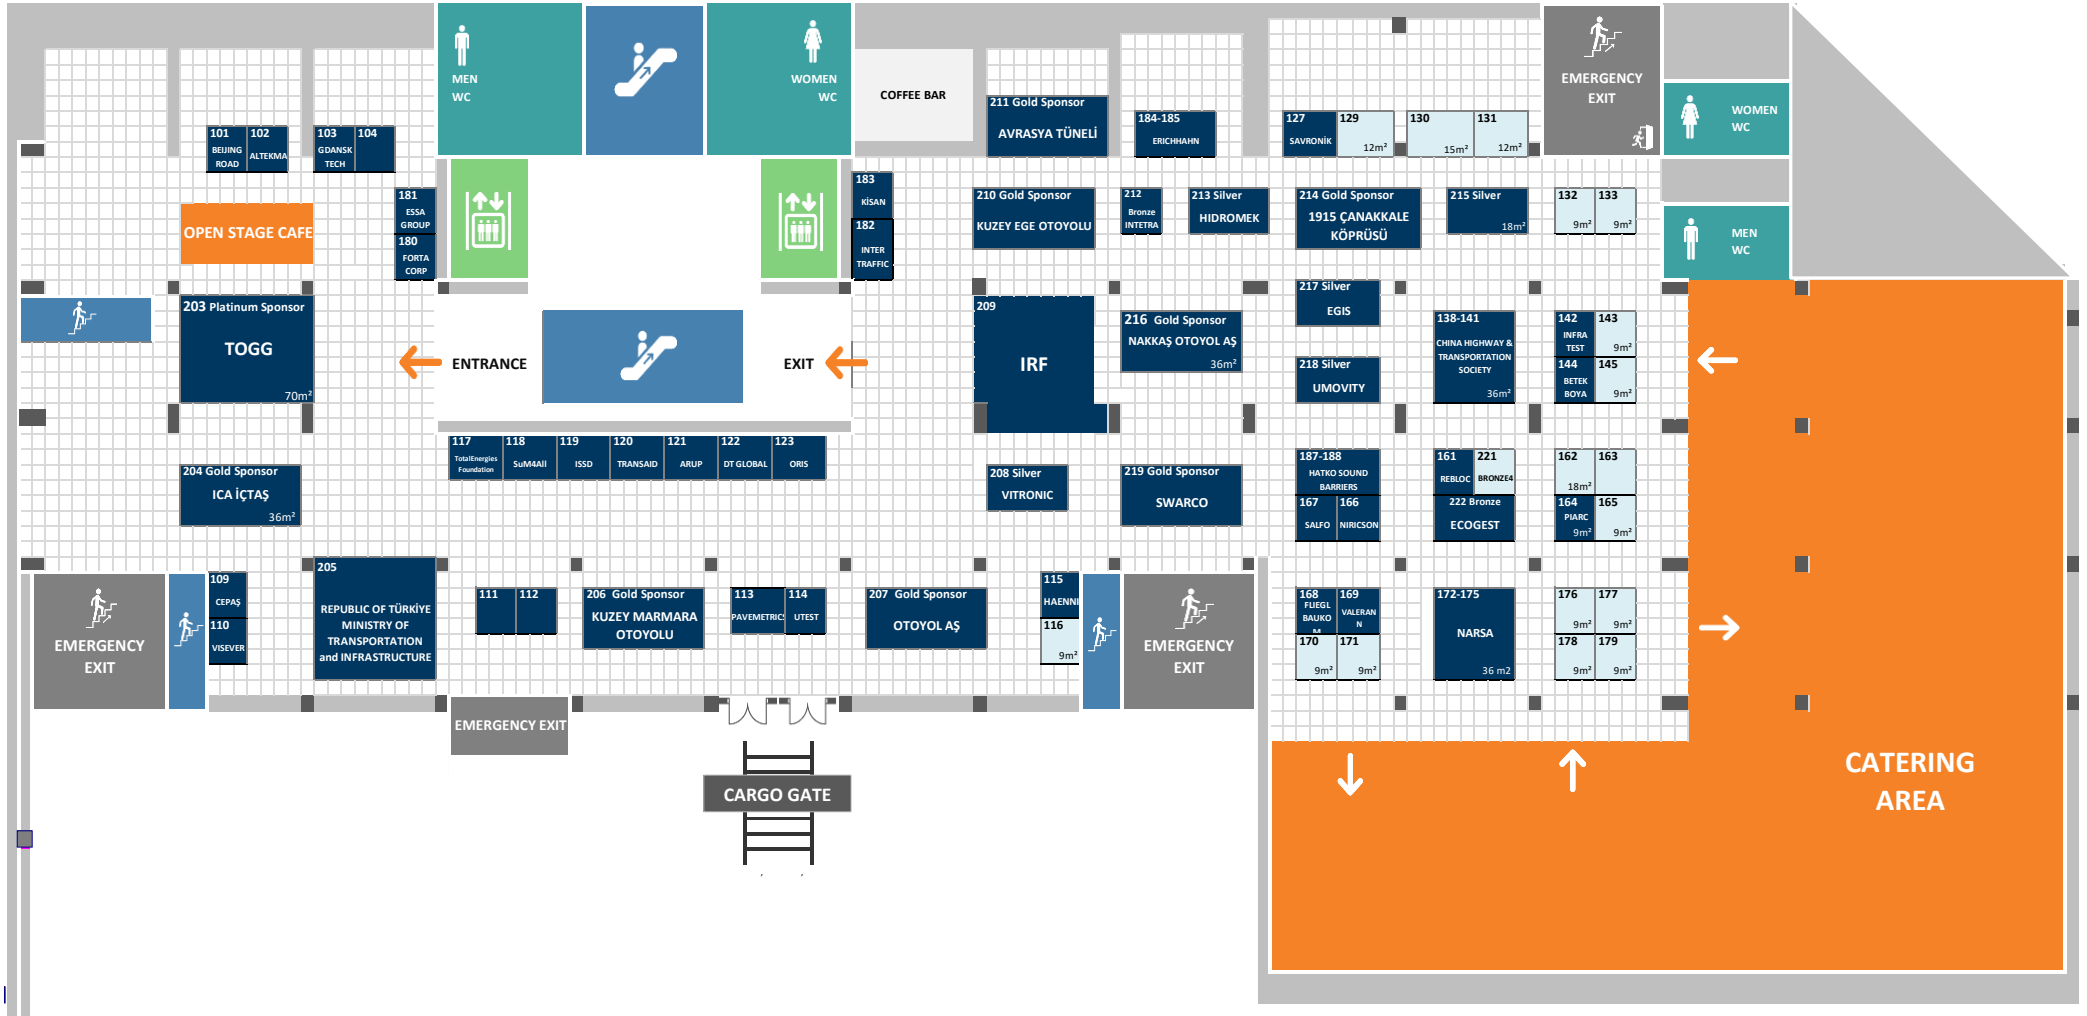 MEN
WC
WOMEN
WC
COFFEE BAR
EMERGENCY
EXIT
WOMEN
WC
MEN
WC
101
BEIJING
ROAD
102
ALTEKMA
103
GDANSK
TECH
104
211 Gold Sponsor
AVRASYA TÜNELİ
184-185
ERICHHAHN
127
SAVRONİK
129
12m²
130
15m²
131
12m²
181
ESSA
GROUP
180
FORTA
CORP
OPEN STAGE CAFE
183
KİSAN
182
INTER
TRAFFIC
210 Gold Sponsor
KUZEY EGE OTOYOLU
212
Bronze
INTETRA
213 Silver
HIDROMEK
214 Gold Sponsor
1915 ÇANAKKALE
KÖPRÜSÜ
215 Silver
18m²
132
9m²
133
9m²
203 Platinum Sponsor
TOGG
70m²
ENTRANCE
EXIT
209
IRF
216 Gold Sponsor
NAKKAŞ OTOYOL AŞ
36m²
217 Silver
EGIS
218 Silver
UMOVITY
138-141
CHINA HIGHWAY &
TRANSPORTATION
SOCIETY
36m²
142
INFRA
TEST
143
9m²
144
BETEK
BOYA
145
9m²
117
TotalEnergies
Foundation
118
SuM4All
119
ISSD
120
TRANSAID
121
ARUP
122
DT GLOBAL
123
ORIS
204 Gold Sponsor
ICA İÇTAŞ
36m²
208 Silver
VITRONIC
219 Gold Sponsor
SWARCO
187-188
HATKO SOUND
BARRIERS
167
SALFO
166
NIRICSON
161
REBLOC
221
BRONZE4
222 Bronze
ECOGEST
162
18m²
163
164
PIARC
9m²
165
9m²
EMERGENCY
EXIT
109
CEPAŞ
110
VISEVER
205
REPUBLIC OF TÜRKİYE
MINISTRY OF
TRANSPORTATION
and INFRASTRUCTURE
111
112
206 Gold Sponsor
KUZEY MARMARA
OTOYOLU
113
PAVEMETRICS
114
UTEST
207 Gold Sponsor
OTOYOL AŞ
115
HAENNI
116
9m²
EMERGENCY
EXIT
168
FLIEGL
BAUKO
M
169
VALERAN
N
170
9m²
171
9m²
172-175
NARSA
36 m2
176
9m²
177
9m²
178
9m²
179
9m²
EMERGENCY EXIT
CARGO GATE
CATERING
AREA